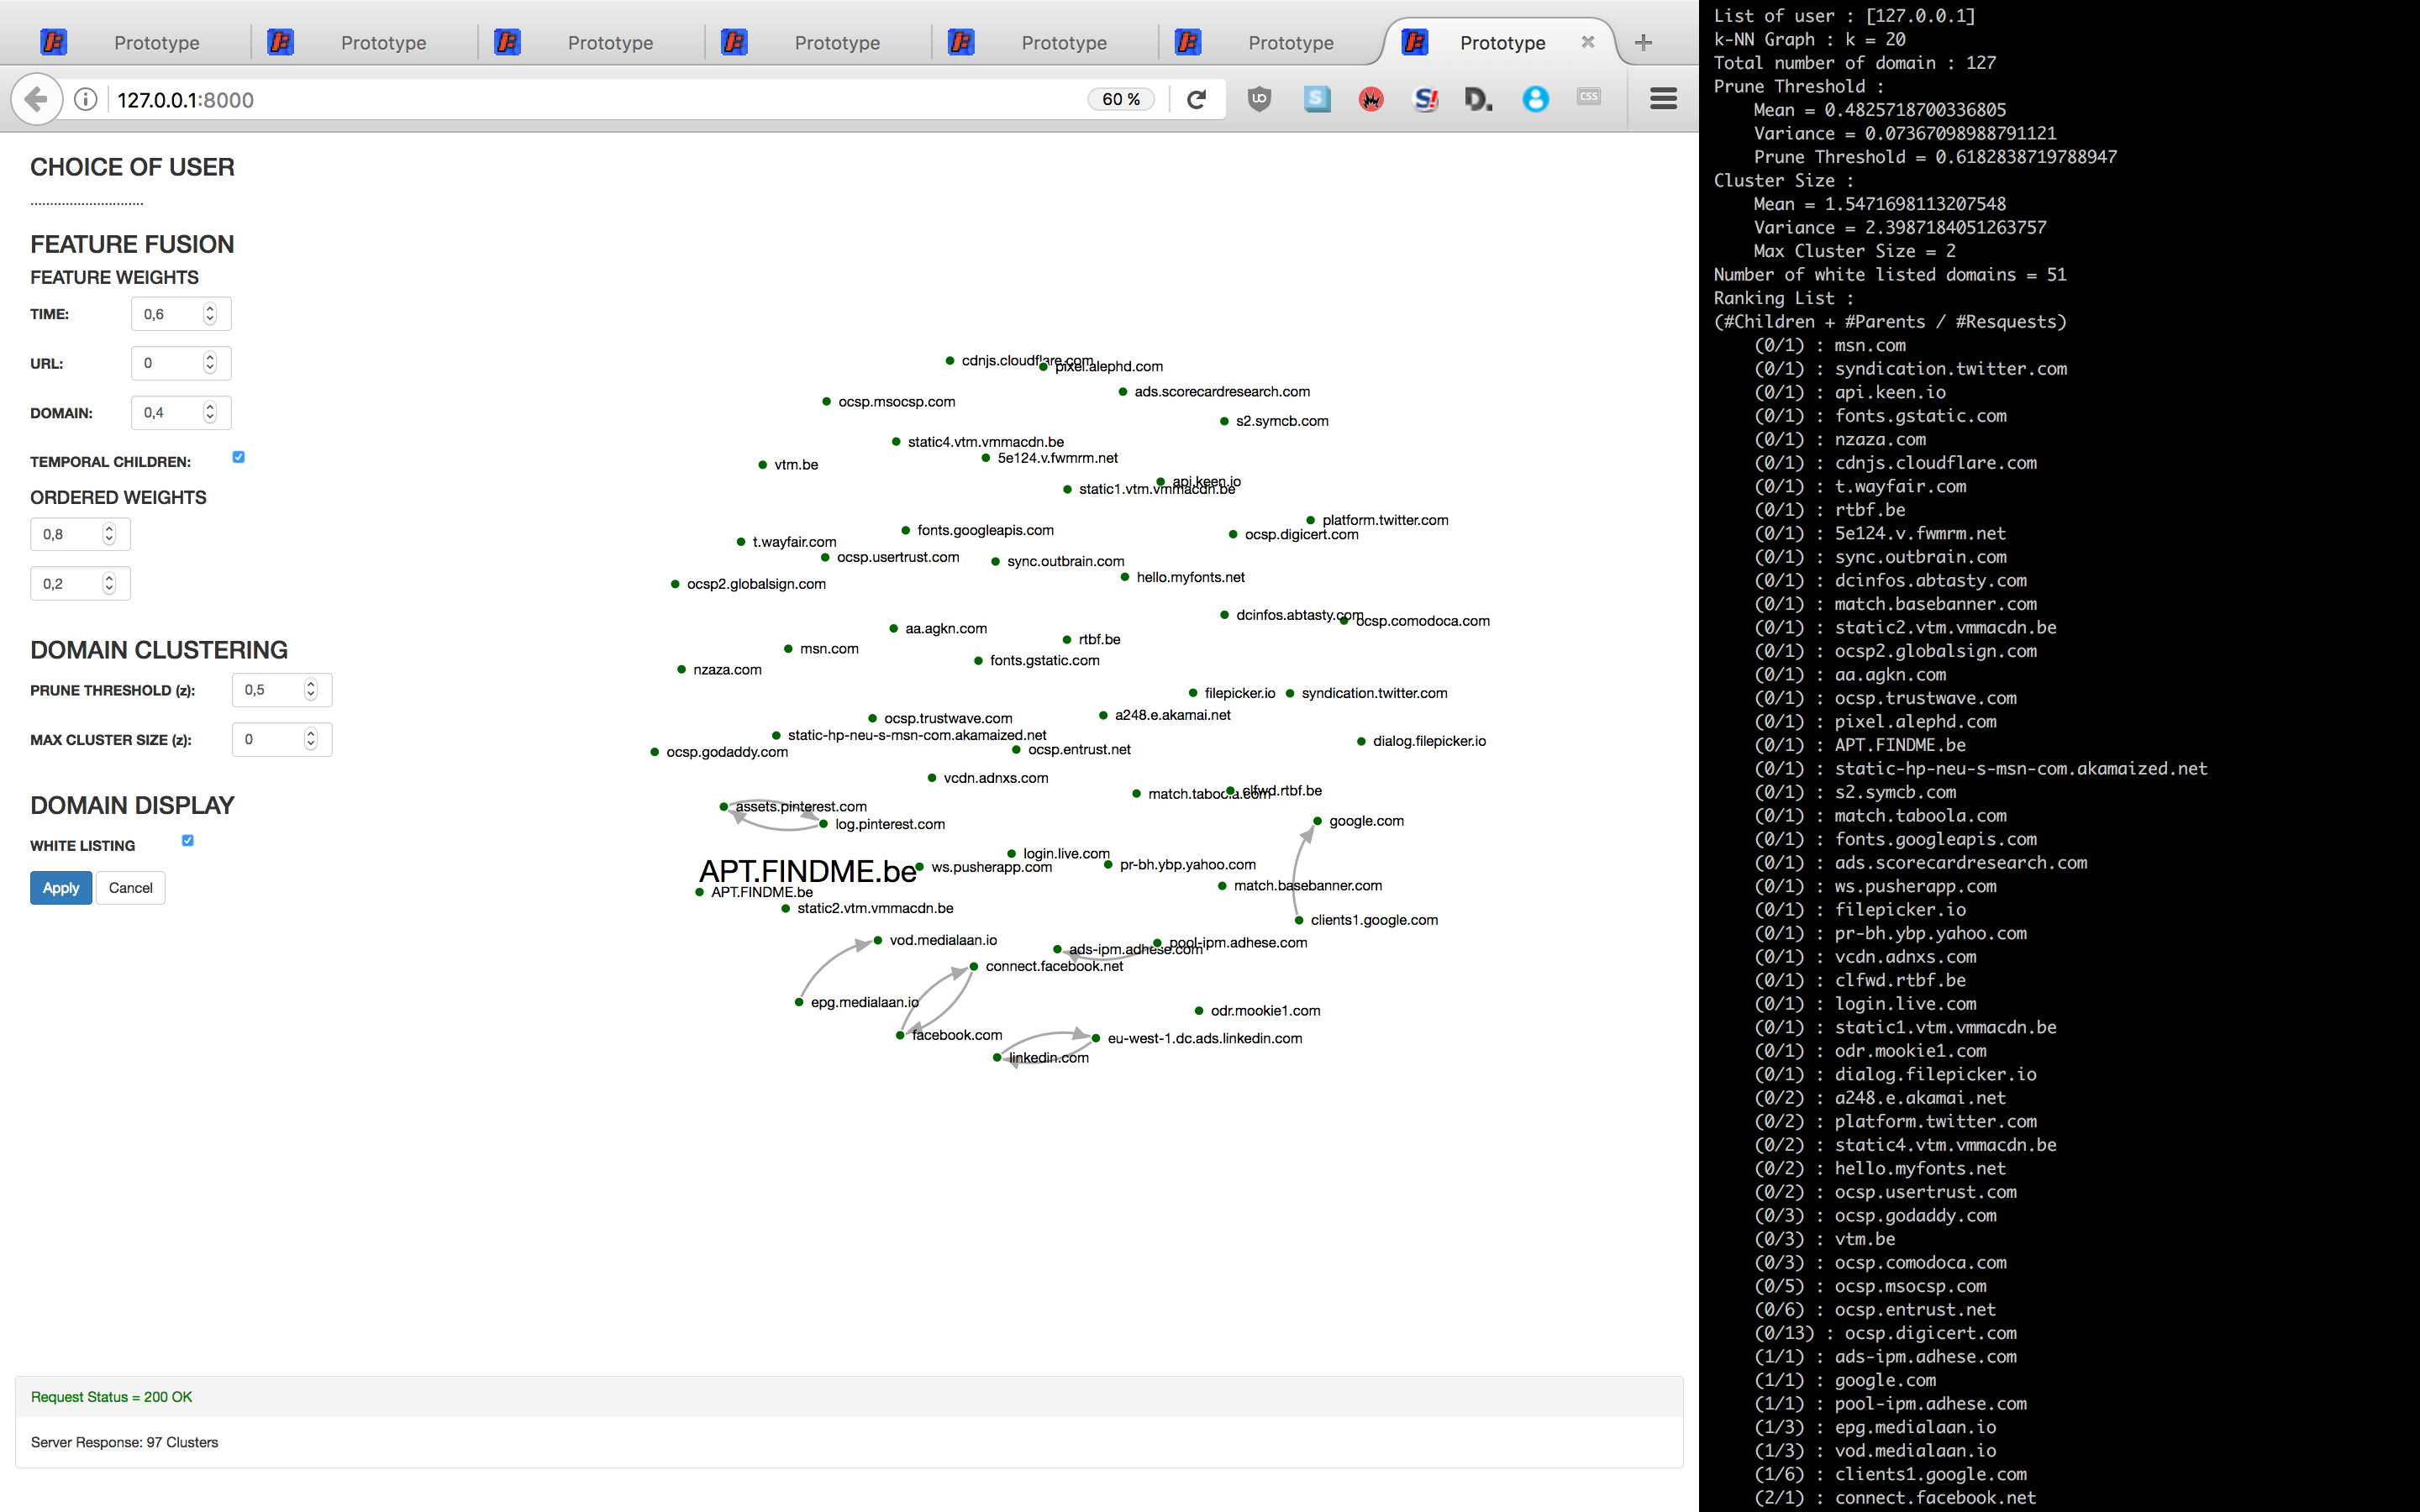 Prototype
Prototype
Prototype
Prototype
Prototype
Prototype
Prototype
127.0.0.1:8000
60 %
CHOICE OF USER
FEATURE FUSION
FEATURE WEIGHTS
TIME: 0,6
URL: 0
DOMAIN: 0,4
TEMPORAL CHILDREN:
ORDERED WEIGHTS
0,8
0,2
DOMAIN CLUSTERING
PRUNE THRESHOLD (z): 0,5
MAX CLUSTER SIZE (z): 0
DOMAIN DISPLAY
WHITE LISTING
Apply Cancel
cdnjs.cloudflare.com
pixel.alephd.com
ads.scorecardresearch.com
ocsp.msocsp.com
s2.symcb.com
static4.vtm.vmmacdn.be
5e124.v.fwmrm.net
vtm.be
api.keen.io
static1.vtm.vmmacdn.be
platform.twitter.com
fonts.googleapis.com
ocsp.digicert.com
t.wayfair.com
ocsp.usertrust.com
sync.outbrain.com
hello.myfonts.net
ocsp2.globalsign.com
dcinfos.abtasty.com
ocsp.comodoca.com
aa.agkn.com
rtbf.be
msn.com
fonts.gstatic.com
nzaza.com
filepicker.io
syndication.twitter.com
a248.e.akamai.net
ocsp.trustwave.com
static-hp-neu-s-msn-com.akamaized.net
dialog.filepicker.io
ocsp.entrust.net
ocsp.godaddy.com
vcdn.adnxs.com
clfwd.rtbf.be
match.taboola.com
assets.pinterest.com
log.pinterest.com
google.com
login.live.com
pr-bh.ybp.yahoo.com
APT.FINDME.be
ws.pusherapp.com
match.basebanner.com
APT.FINDME.be
static2.vtm.vmmacdn.be
clients1.google.com
vod.medialaan.io
pool-ipm.adhese.com
ads-ipm.adhese.com
connect.facebook.net
epg.medialaan.io
odr.mookie1.com
facebook.com
eu-west-1.dc.ads.linkedin.com
linkedin.com
Request Status = 200 OK
Server Response: 97 Clusters
List of user : [127.0.0.1]
k-NN Graph : k = 20
Total number of domain : 127
Prune Threshold :
Mean = 0.4825718700336805
Variance = 0.07367098988791121
Prune Threshold = 0.6182838719788947
Cluster Size :
Mean = 1.5471698113207548
Variance = 2.3987184051263757
Max Cluster Size = 2
Number of white listed domains = 51
Ranking List :
(#Children + #Parents / #Resquests)
(0/1) : msn.com
(0/1) : syndication.twitter.com
(0/1) : api.keen.io
(0/1) : fonts.gstatic.com
(0/1) : nzaza.com
(0/1) : cdnjs.cloudflare.com
(0/1) : t.wayfair.com
(0/1) : rtbf.be
(0/1) : 5e124.v.fwmrm.net
(0/1) : sync.outbrain.com
(0/1) : dcinfos.abtasty.com
(0/1) : match.basebanner.com
(0/1) : static2.vtm.vmmacdn.be
(0/1) : ocsp2.globalsign.com
(0/1) : aa.agkn.com
(0/1) : ocsp.trustwave.com
(0/1) : pixel.alephd.com
(0/1) : APT.FINDME.be
(0/1) : static-hp-neu-s-msn-com.akamaized.net
(0/1) : s2.symcb.com
(0/1) : match.taboola.com
(0/1) : fonts.googleapis.com
(0/1) : ads.scorecardresearch.com
(0/1) : ws.pusherapp.com
(0/1) : filepicker.io
(0/1) : pr-bh.ybp.yahoo.com
(0/1) : vcdn.adnxs.com
(0/1) : clfwd.rtbf.be
(0/1) : login.live.com
(0/1) : static1.vtm.vmmacdn.be
(0/1) : odr.mookie1.com
(0/1) : dialog.filepicker.io
(0/2) : a248.e.akamai.net
(0/2) : platform.twitter.com
(0/2) : static4.vtm.vmmacdn.be
(0/2) : hello.myfonts.net
(0/2) : ocsp.usertrust.com
(0/3) : ocsp.godaddy.com
(0/3) : vtm.be
(0/3) : ocsp.comodoca.com
(0/5) : ocsp.msocsp.com
(0/6) : ocsp.entrust.net
(0/13) : ocsp.digicert.com
(1/1) : ads-ipm.adhese.com
(1/1) : google.com
(1/1) : pool-ipm.adhese.com
(1/3) : epg.medialaan.io
(1/3) : vod.medialaan.io
(1/6) : clients1.google.com
(2/1) : connect.facebook.net